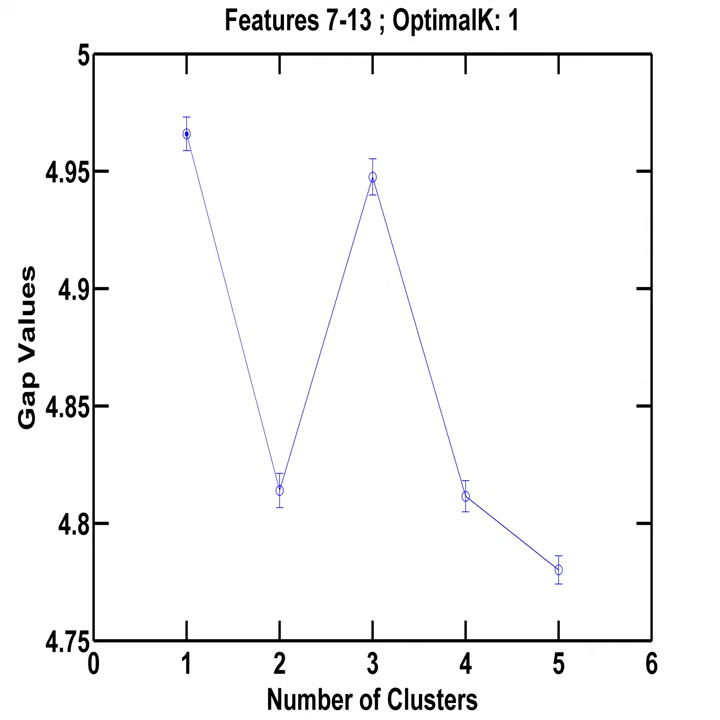 Features 7-13 ; OptimalK: 1
5
4.95
4.9
4.85
4.8
4.75
Gap Values
0 1 2 3 4 5 6
Number of Clusters